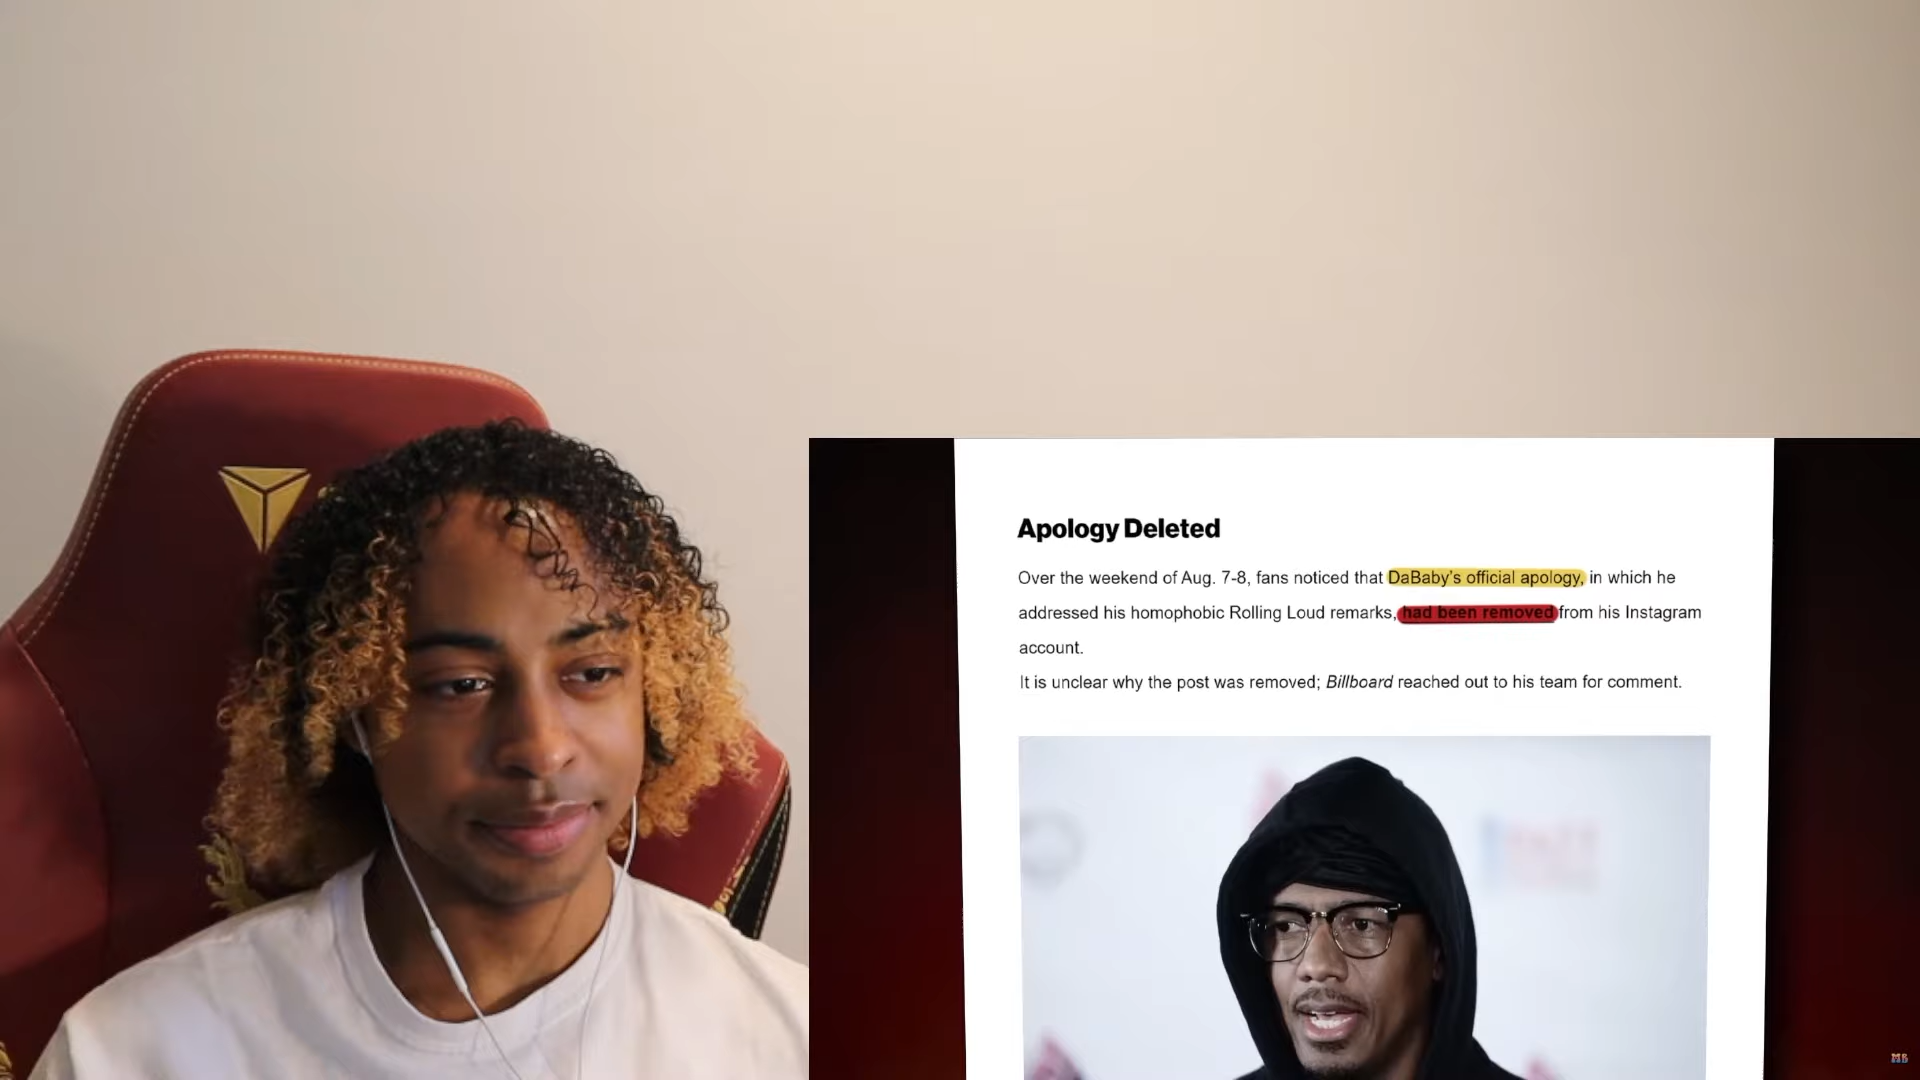 Apology Deleted
Over the weekend of Aug. 7-8, fans noticed that DaBaby's official apology, in which he
addressed his homophobic Rolling Loud remarks, had been removed from his Instagram
account.
It is unclear why the post was removed; Billboard reached out to his team for comment.